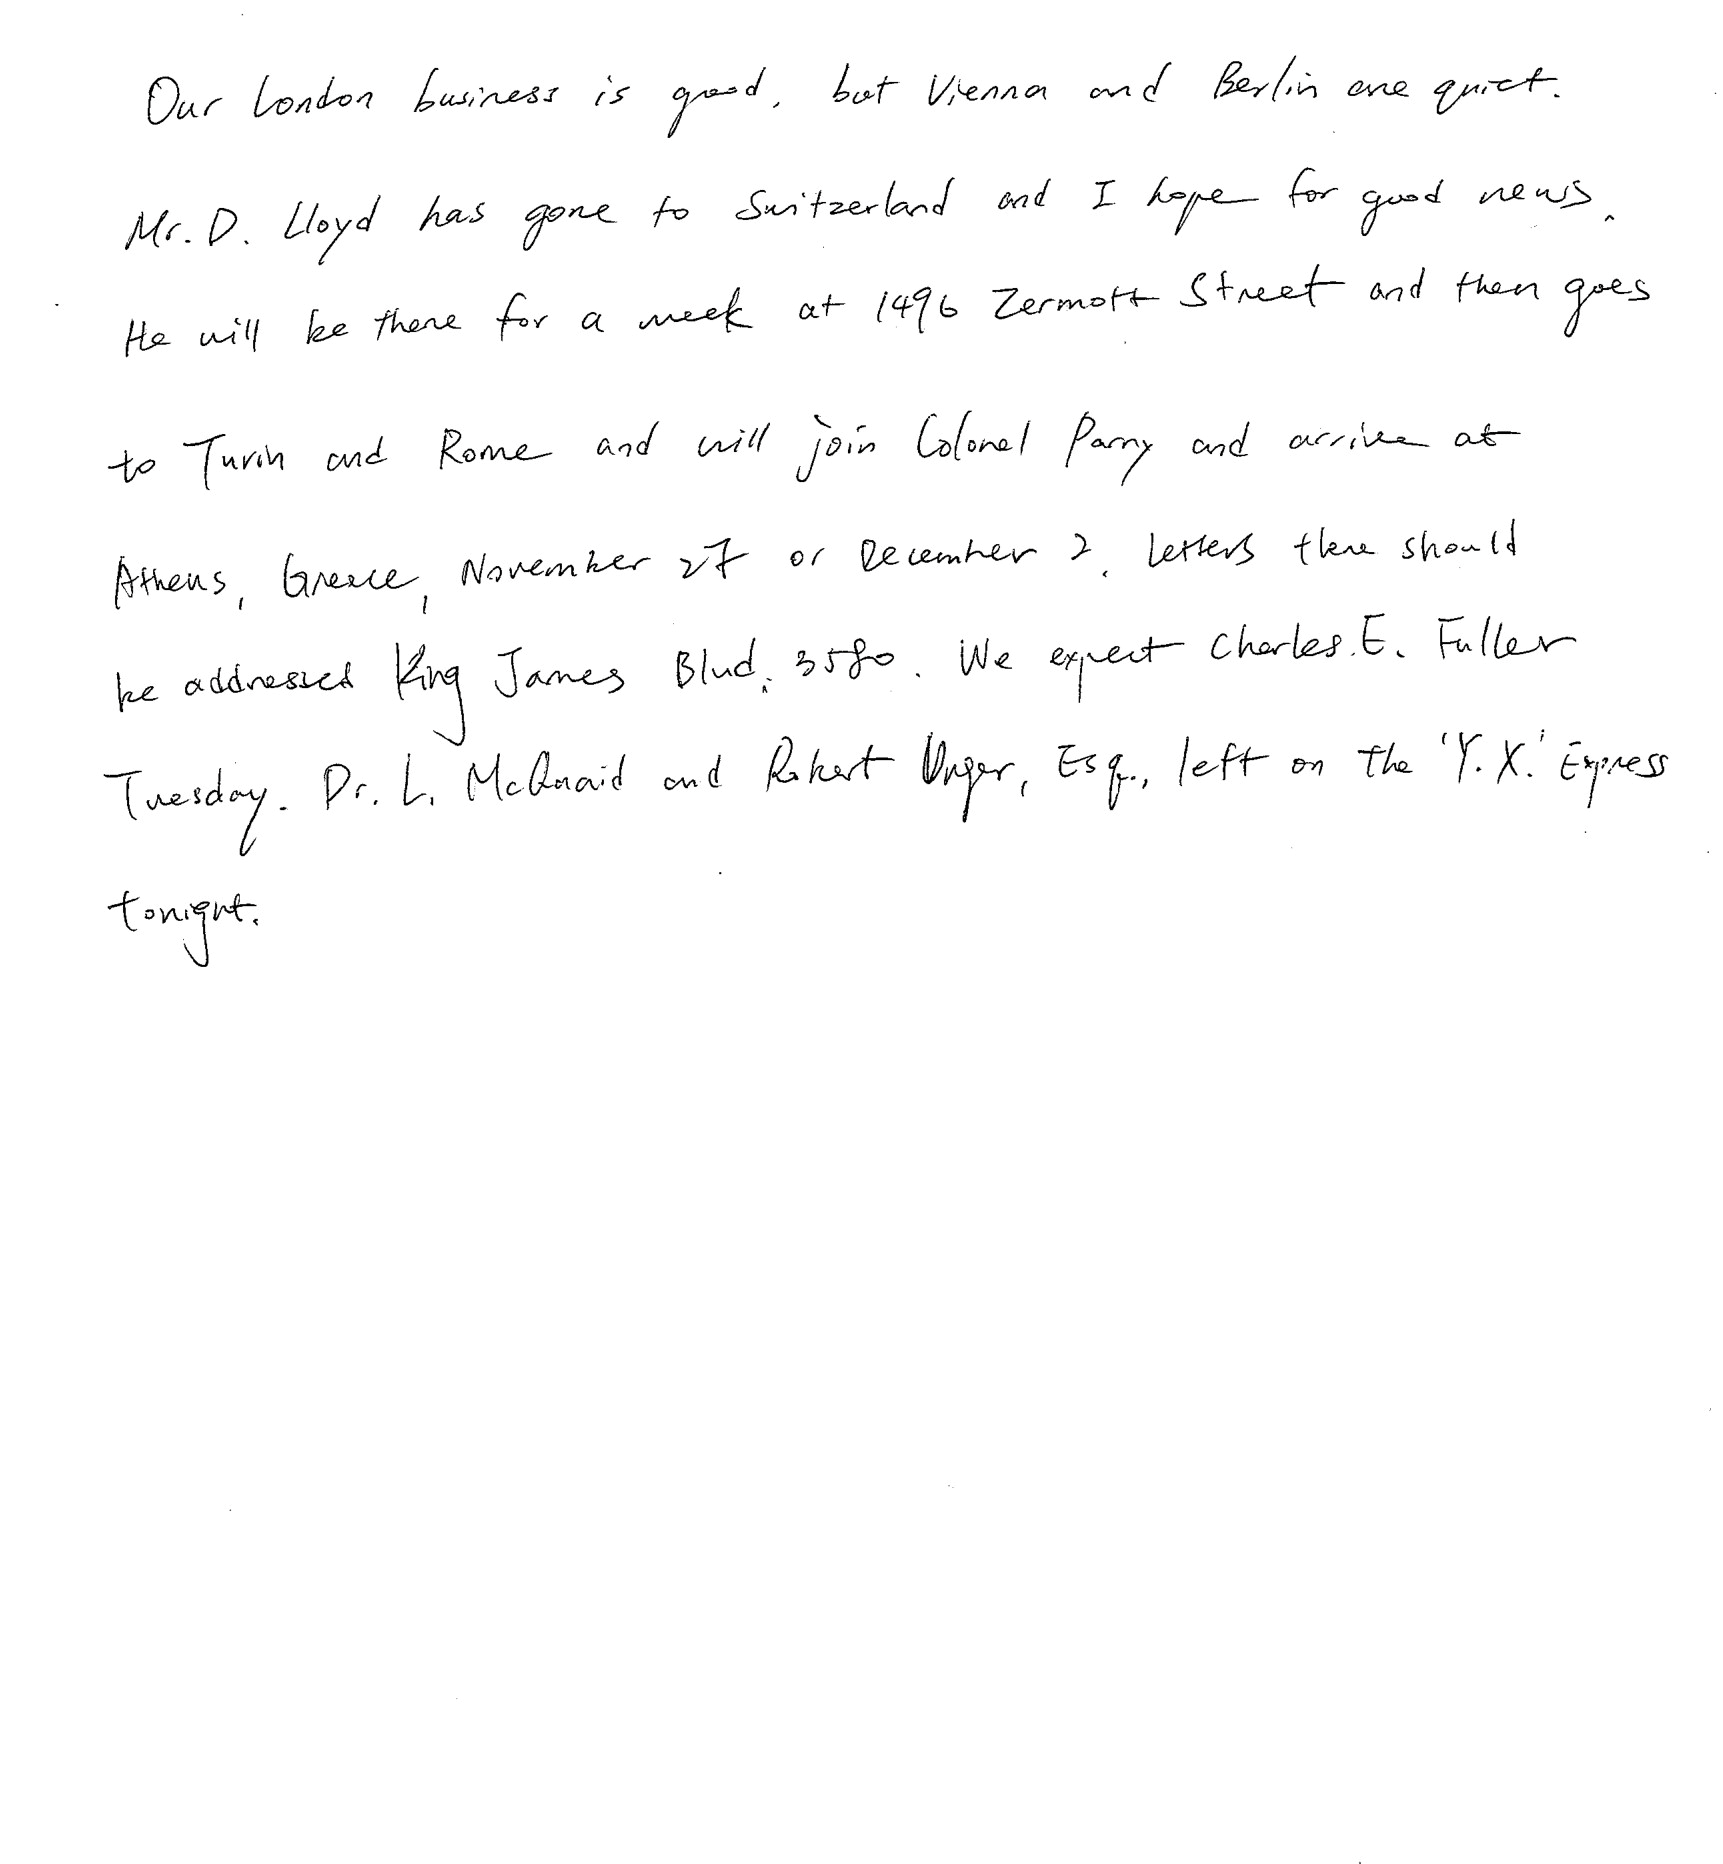 Our London business is good, but Vienna and Berlin are quiet.
Mr. D. Lloyd has gone to Switzerland and I hope for good news.
He will be there for a week at 1496 Zermott Street and then goes
to Turin and Rome and will join Colonel Parry and arrive at
Athens, Greece, November 27 or December 2. Letters there should
be addressed King James Blvd. 3580. We expect Charles E. Fuller
Tuesday. Dr. L. McQuaid and Robert Unger, Esq., left on the 'Y.X.' Express
tonight.